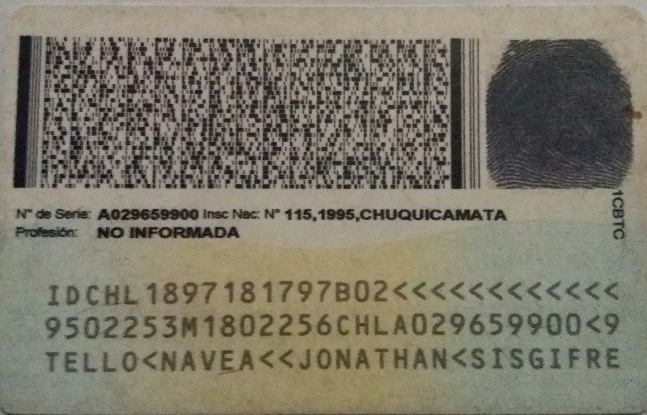 N° de Serie: A029659900 Insc Nac: N° 115,1995,CHUQUICAMATA
Profesión: NO INFORMADA
1CBTC
IDCHL1897181797B02<<<<<<<<<<<<
9502253M1802256CHLA029659900<9
TELLO<NAVEA<<JONATHAN<SISGIFRE